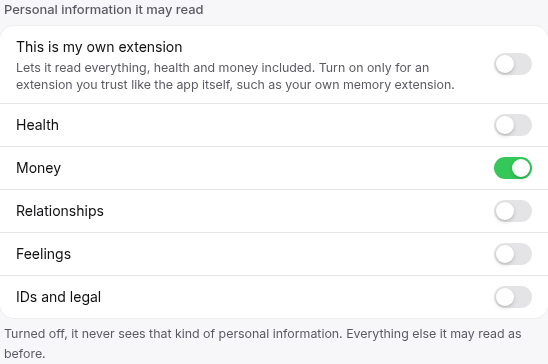 Personal information it may read
This is my own extension
Lets it read everything, health and money included. Turn on only for an
extension you trust like the app itself, such as your own memory extension.
Health
Money
Relationships
Feelings
IDs and legal
Turned off, it never sees that kind of personal information. Everything else it may read as
before.